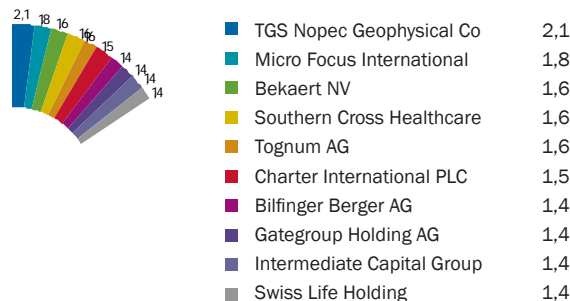 2,1
18
16
16
16
15
14
14
14
14
TGS Nopec Geophysical Co 2,1
Micro Focus International 1,8
Bekaert NV 1,6
Southern Cross Healthcare 1,6
Tognum AG 1,6
Charter International PLC 1,5
Bilfinger Berger AG 1,4
Gategroup Holding AG 1,4
Intermediate Capital Group 1,4
Swiss Life Holding 1,4